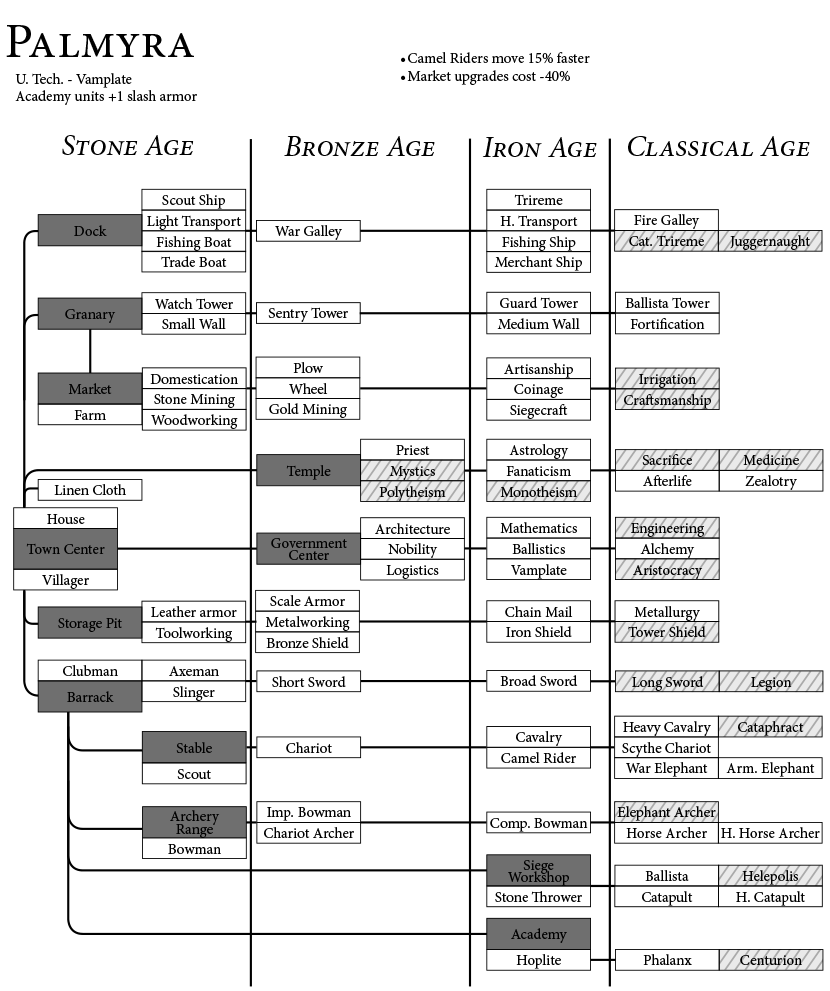 PALMYRA
U. Tech. - Vamplate
Academy units +1 slash armor
•Camel Riders move 15% faster
•Market upgrades cost -40%
STONE AGE
BRONZE AGE
IRON AGE
CLASSICAL AGE
Dock
Scout Ship
Light Transport
Fishing Boat
Trade Boat
War Galley
Trireme
H. Transport
Fishing Ship
Merchant Ship
Fire Galley
Cat. Trireme
Juggernaught
Granary
Watch Tower
Small Wall
Sentry Tower
Guard Tower
Medium Wall
Ballista Tower
Fortification
Market
Farm
Domestication
Stone Mining
Woodworking
Plow
Wheel
Gold Mining
Artisanship
Coinage
Siegecraft
Irrigation
Craftsmanship
Temple
Priest
Mystics
Polytheism
Astrology
Fanaticism
Monotheism
Sacrifice
Medicine
Afterlife
Zealotry
Linen Cloth
House
Town Center
Villager
Government
Center
Architecture
Nobility
Logistics
Mathematics
Ballistics
Vamplate
Engineering
Alchemy
Aristocracy
Storage Pit
Leather armor
Toolworking
Scale Armor
Metalworking
Bronze Shield
Chain Mail
Iron Shield
Metallurgy
Tower Shield
Clubman
Barrack
Axeman
Slinger
Short Sword
Broad Sword
Long Sword
Legion
Stable
Scout
Chariot
Cavalry
Camel Rider
Heavy Cavalry
Cataphract
Scythe Chariot
War Elephant
Arm. Elephant
Archery
Range
Bowman
Imp. Bowman
Chariot Archer
Comp. Bowman
Elephant Archer
Horse Archer
H. Horse Archer
Siege
Workshop
Stone Thrower
Ballista
Helepolis
Catapult
H. Catapult
Academy
Hoplite
Phalanx
Centurion